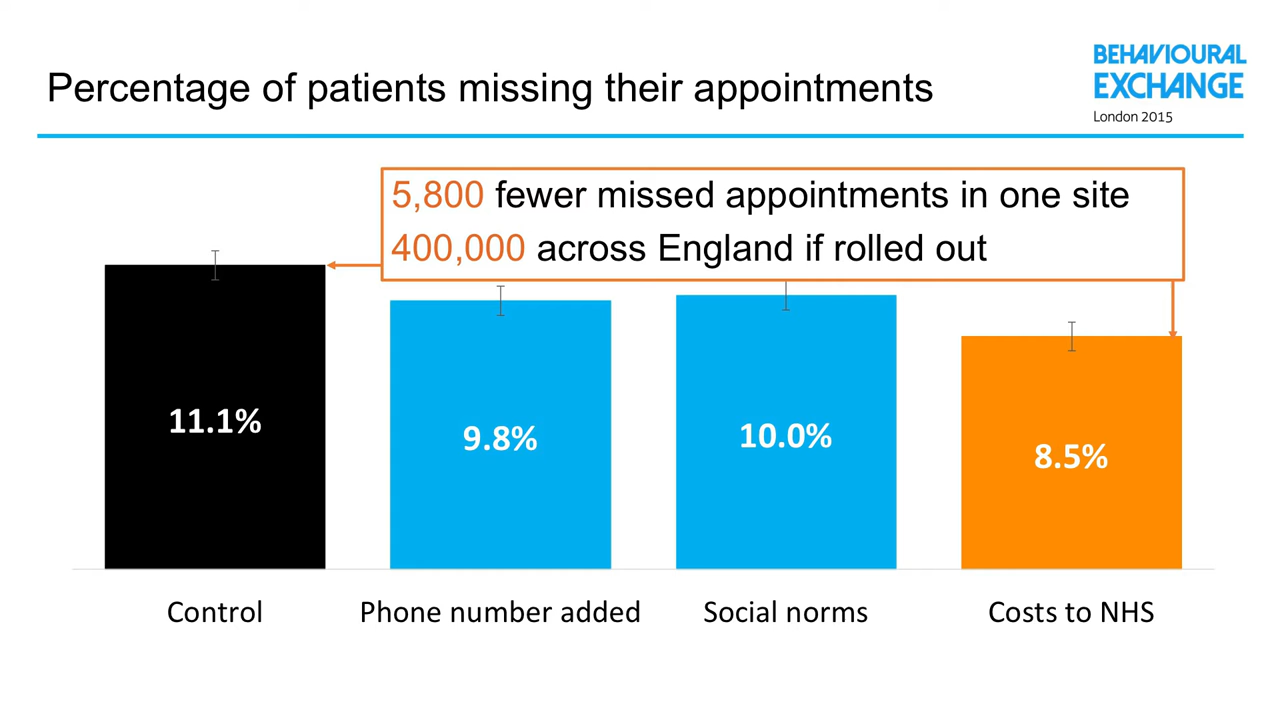 Percentage of patients missing their appointments
BEHAVIOURAL
EXCHANGE
London 2015
5,800 fewer missed appointments in one site
400,000 across England if rolled out
11.1%
9.8%
10.0%
8.5%
Control
Phone number added
Social norms
Costs to NHS